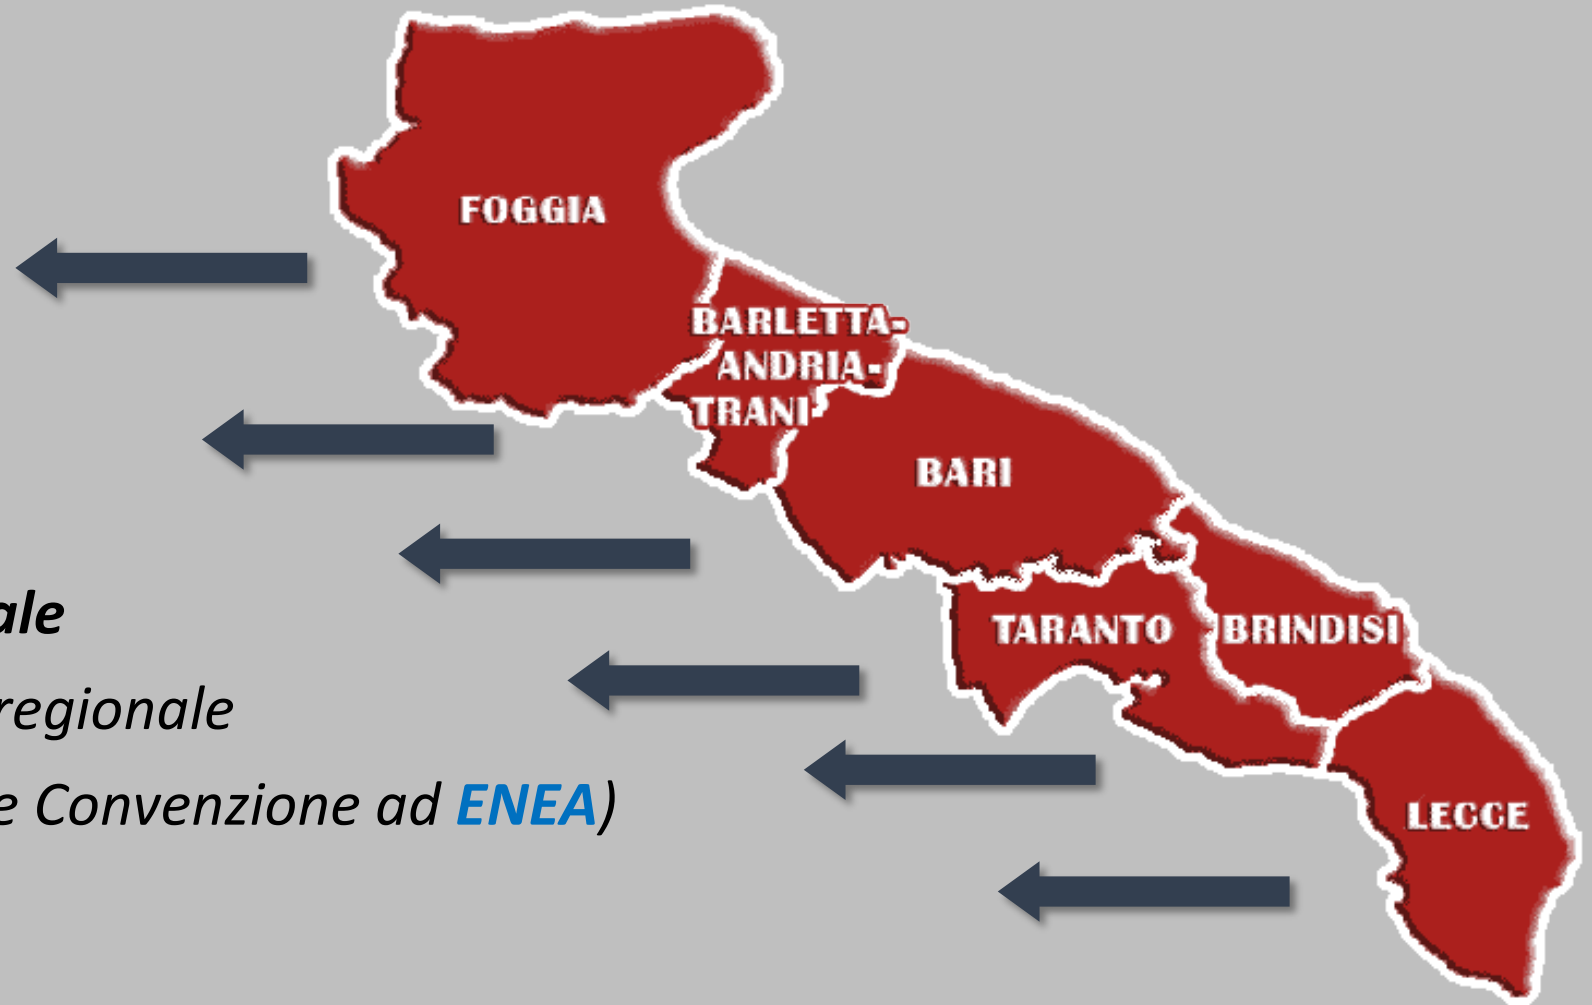 FOGGIA
BARLETTA-
ANDRIA-
TRANI
BARI
TARANTO
BRINDISI
LECCE
ale
regionale
e Convenzione ad ENEA)